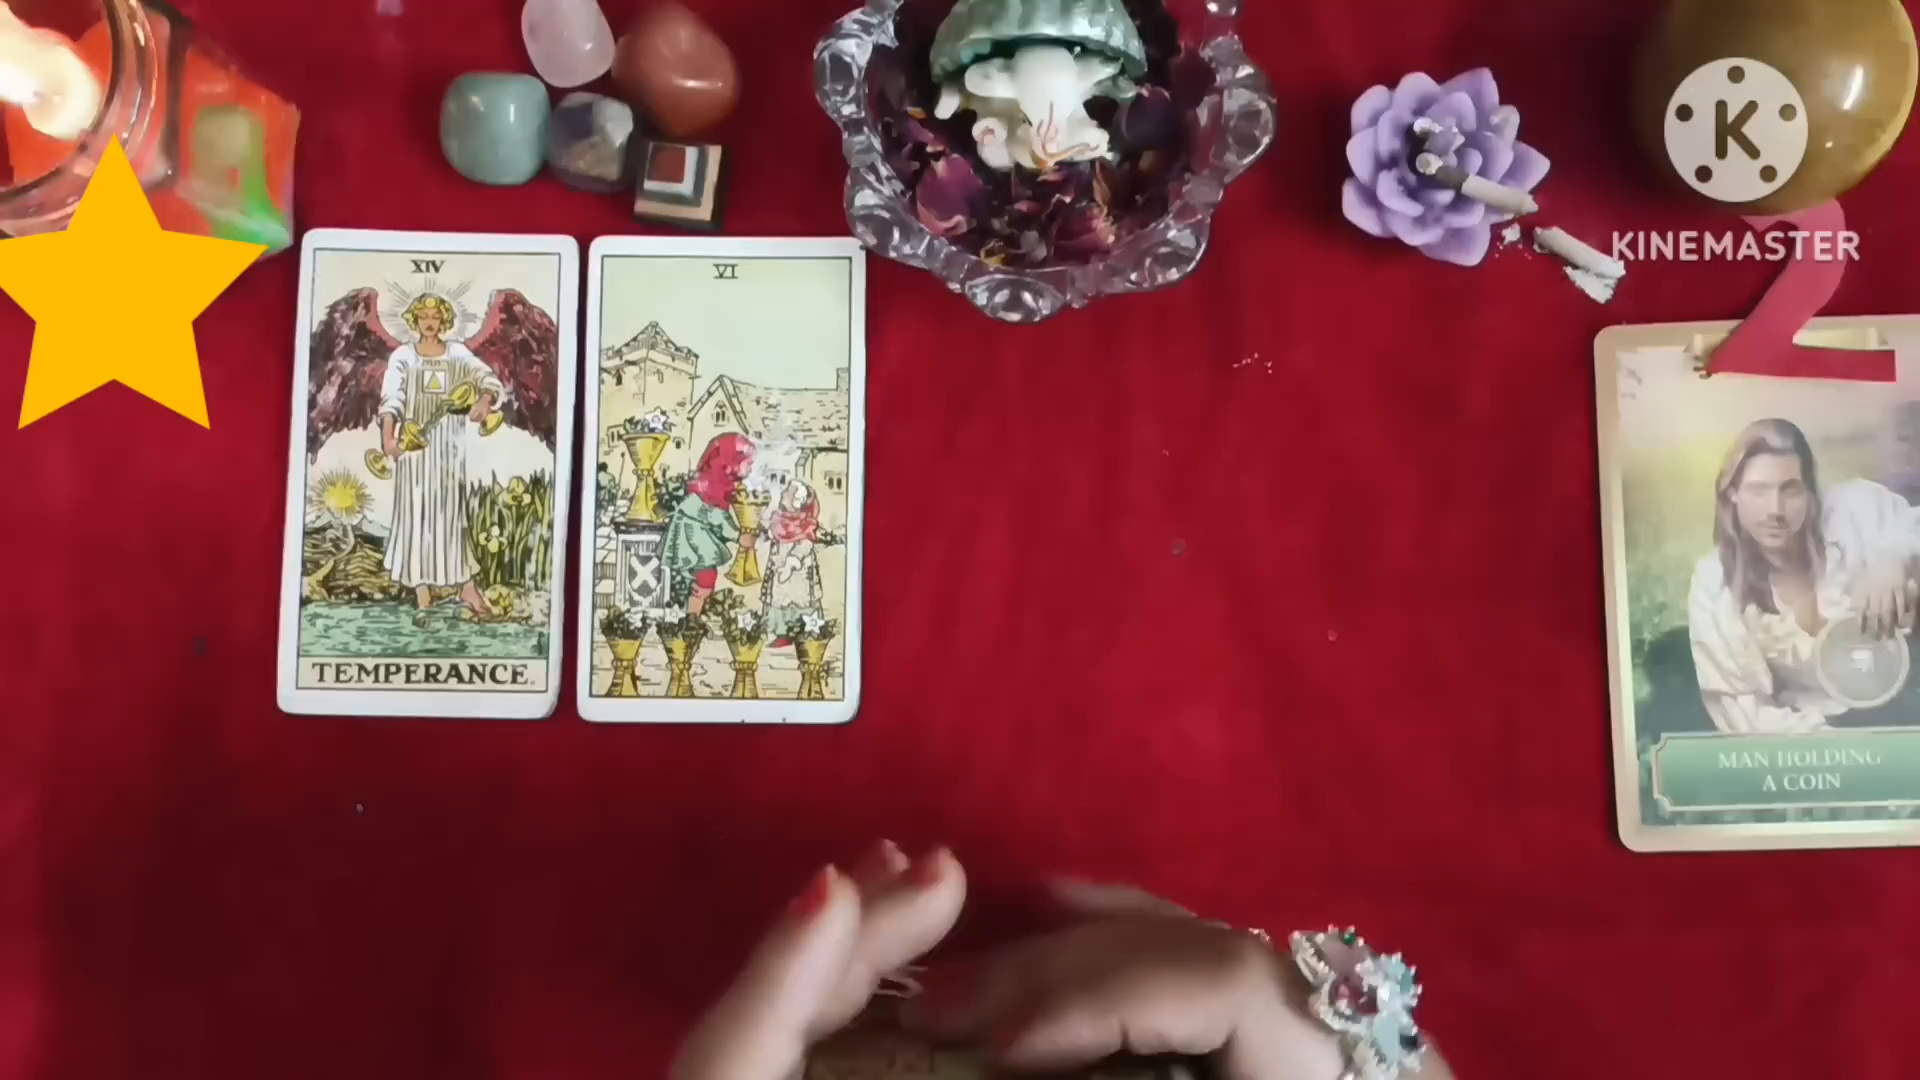 XIV
TEMPERANCE.
VI
K
KINEMASTER
2
MAN HOLDING
A COIN